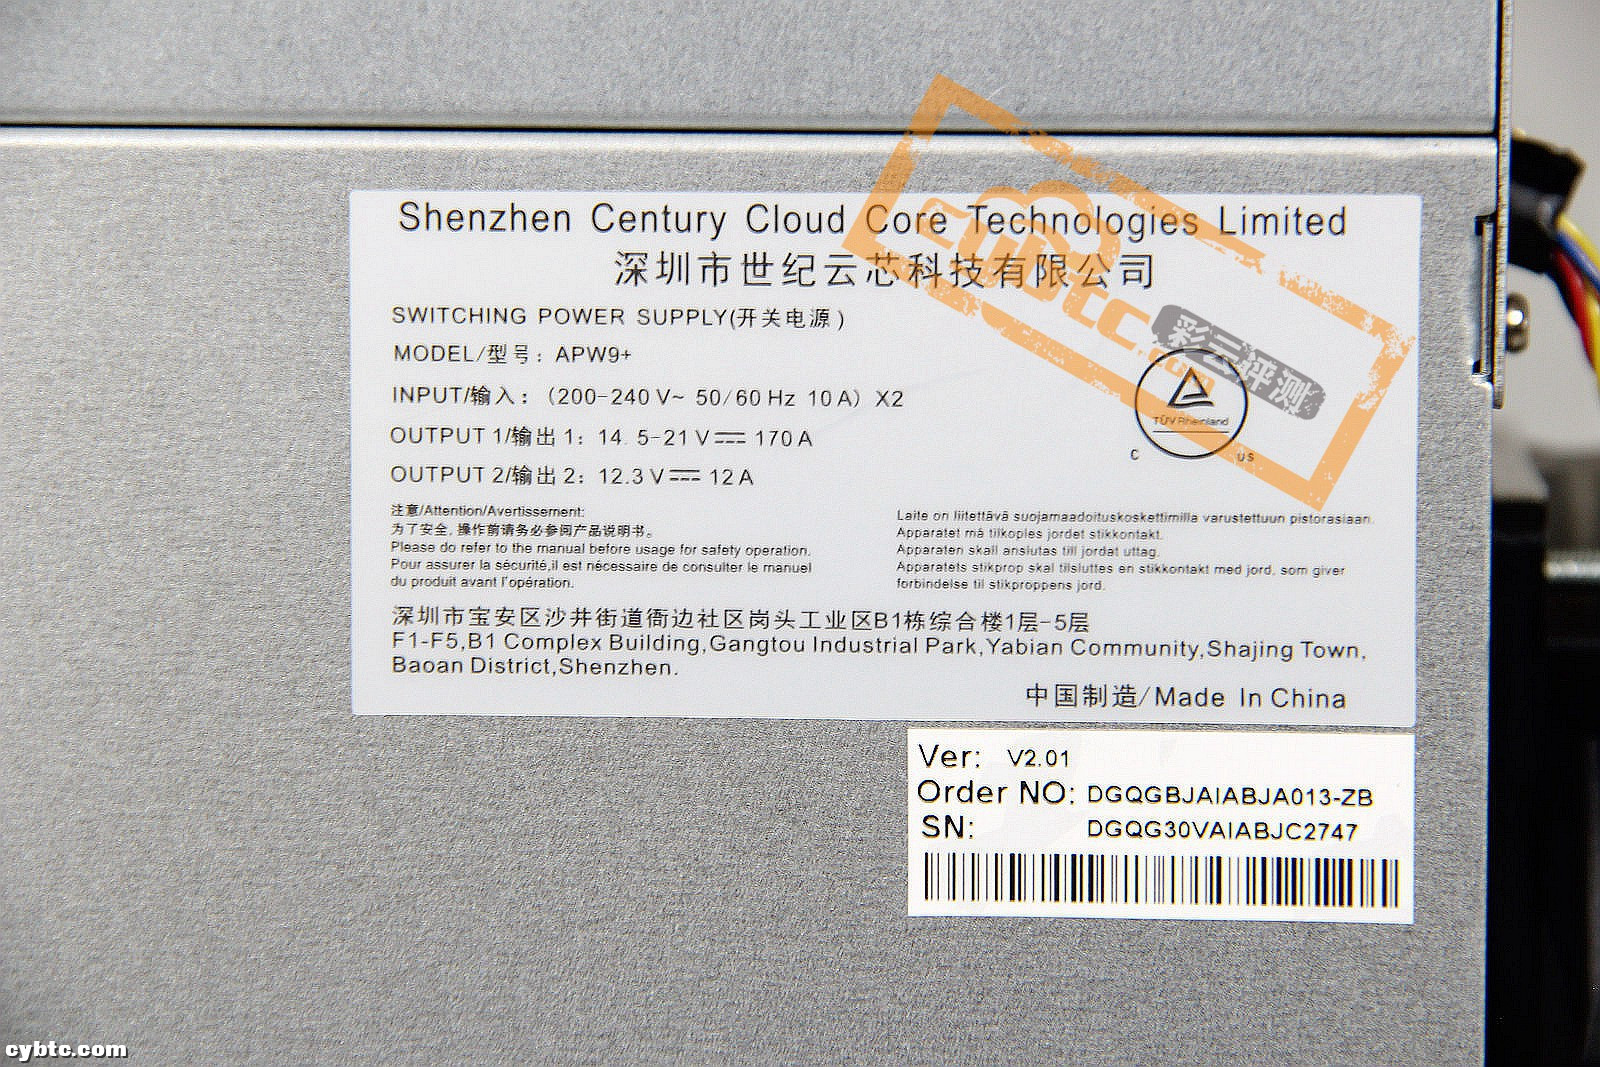 Shenzhen Century Cloud Core Technologies Limited
深圳市世纪云芯科技有限公司
SWITCHING POWER SUPPLY(开关电源)
MODEL/型号: APW9+
INPUT/输入: (200-240 V~ 50/60 Hz 10 A) X2
OUTPUT 1/输出 1: 14.5-21 V⎓ 170 A
OUTPUT 2/输出 2: 12.3 V⎓ 12 A
cybtc.com
彩云评测
TÜV Rheinland
C US
注意/Attention/Avertissement:
为了安全, 操作前请务必参阅产品说明书。
Please do refer to the manual before usage for safety operation.
Pour assurer la sécurité,il est nécessaire de consulter le manuel
du produit avant l'opération.
Laite on liitettävä suojamaadoituskoskettimilla varustettuun pistorasiaan.
Apparatet må tilkoples jordet stikkontakt.
Apparaten skall anslutas till jordat uttag.
Apparatets stikprop skal tilsluttes en stikkontakt med jord, som giver
forbindelse til stikproppens jord.
深圳市宝安区沙井街道衙边社区岗头工业区B1栋综合楼1层-5层
F1-F5,B1 Complex Building,Gangtou Industrial Park,Yabian Community,Shajing Town,
Baoan District,Shenzhen.
中国制造/Made In China
Ver: V2.01
Order NO: DGQGBJAIABJA013-ZB
SN: DGQG30VAIABJC2747
cybtc.com